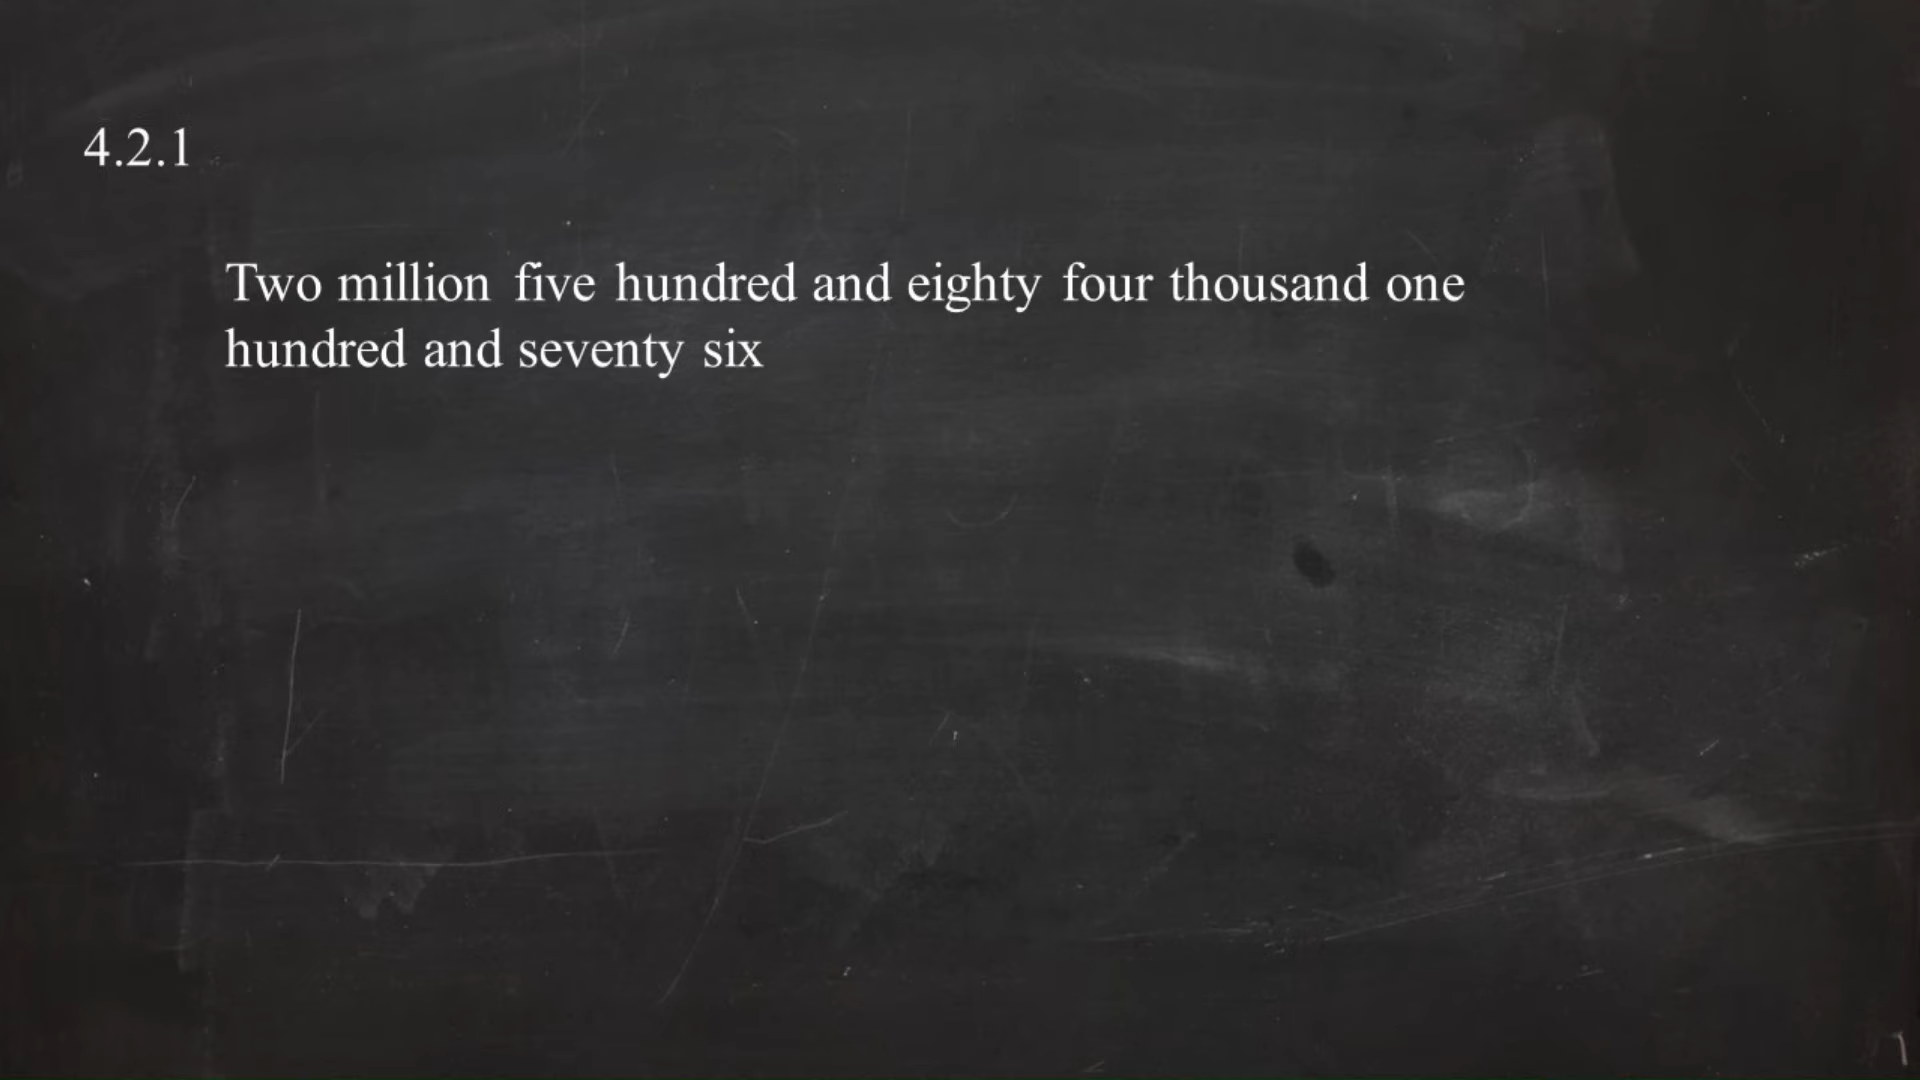 4.2.1
Two million five hundred and eighty four thousand one
hundred and seventy six